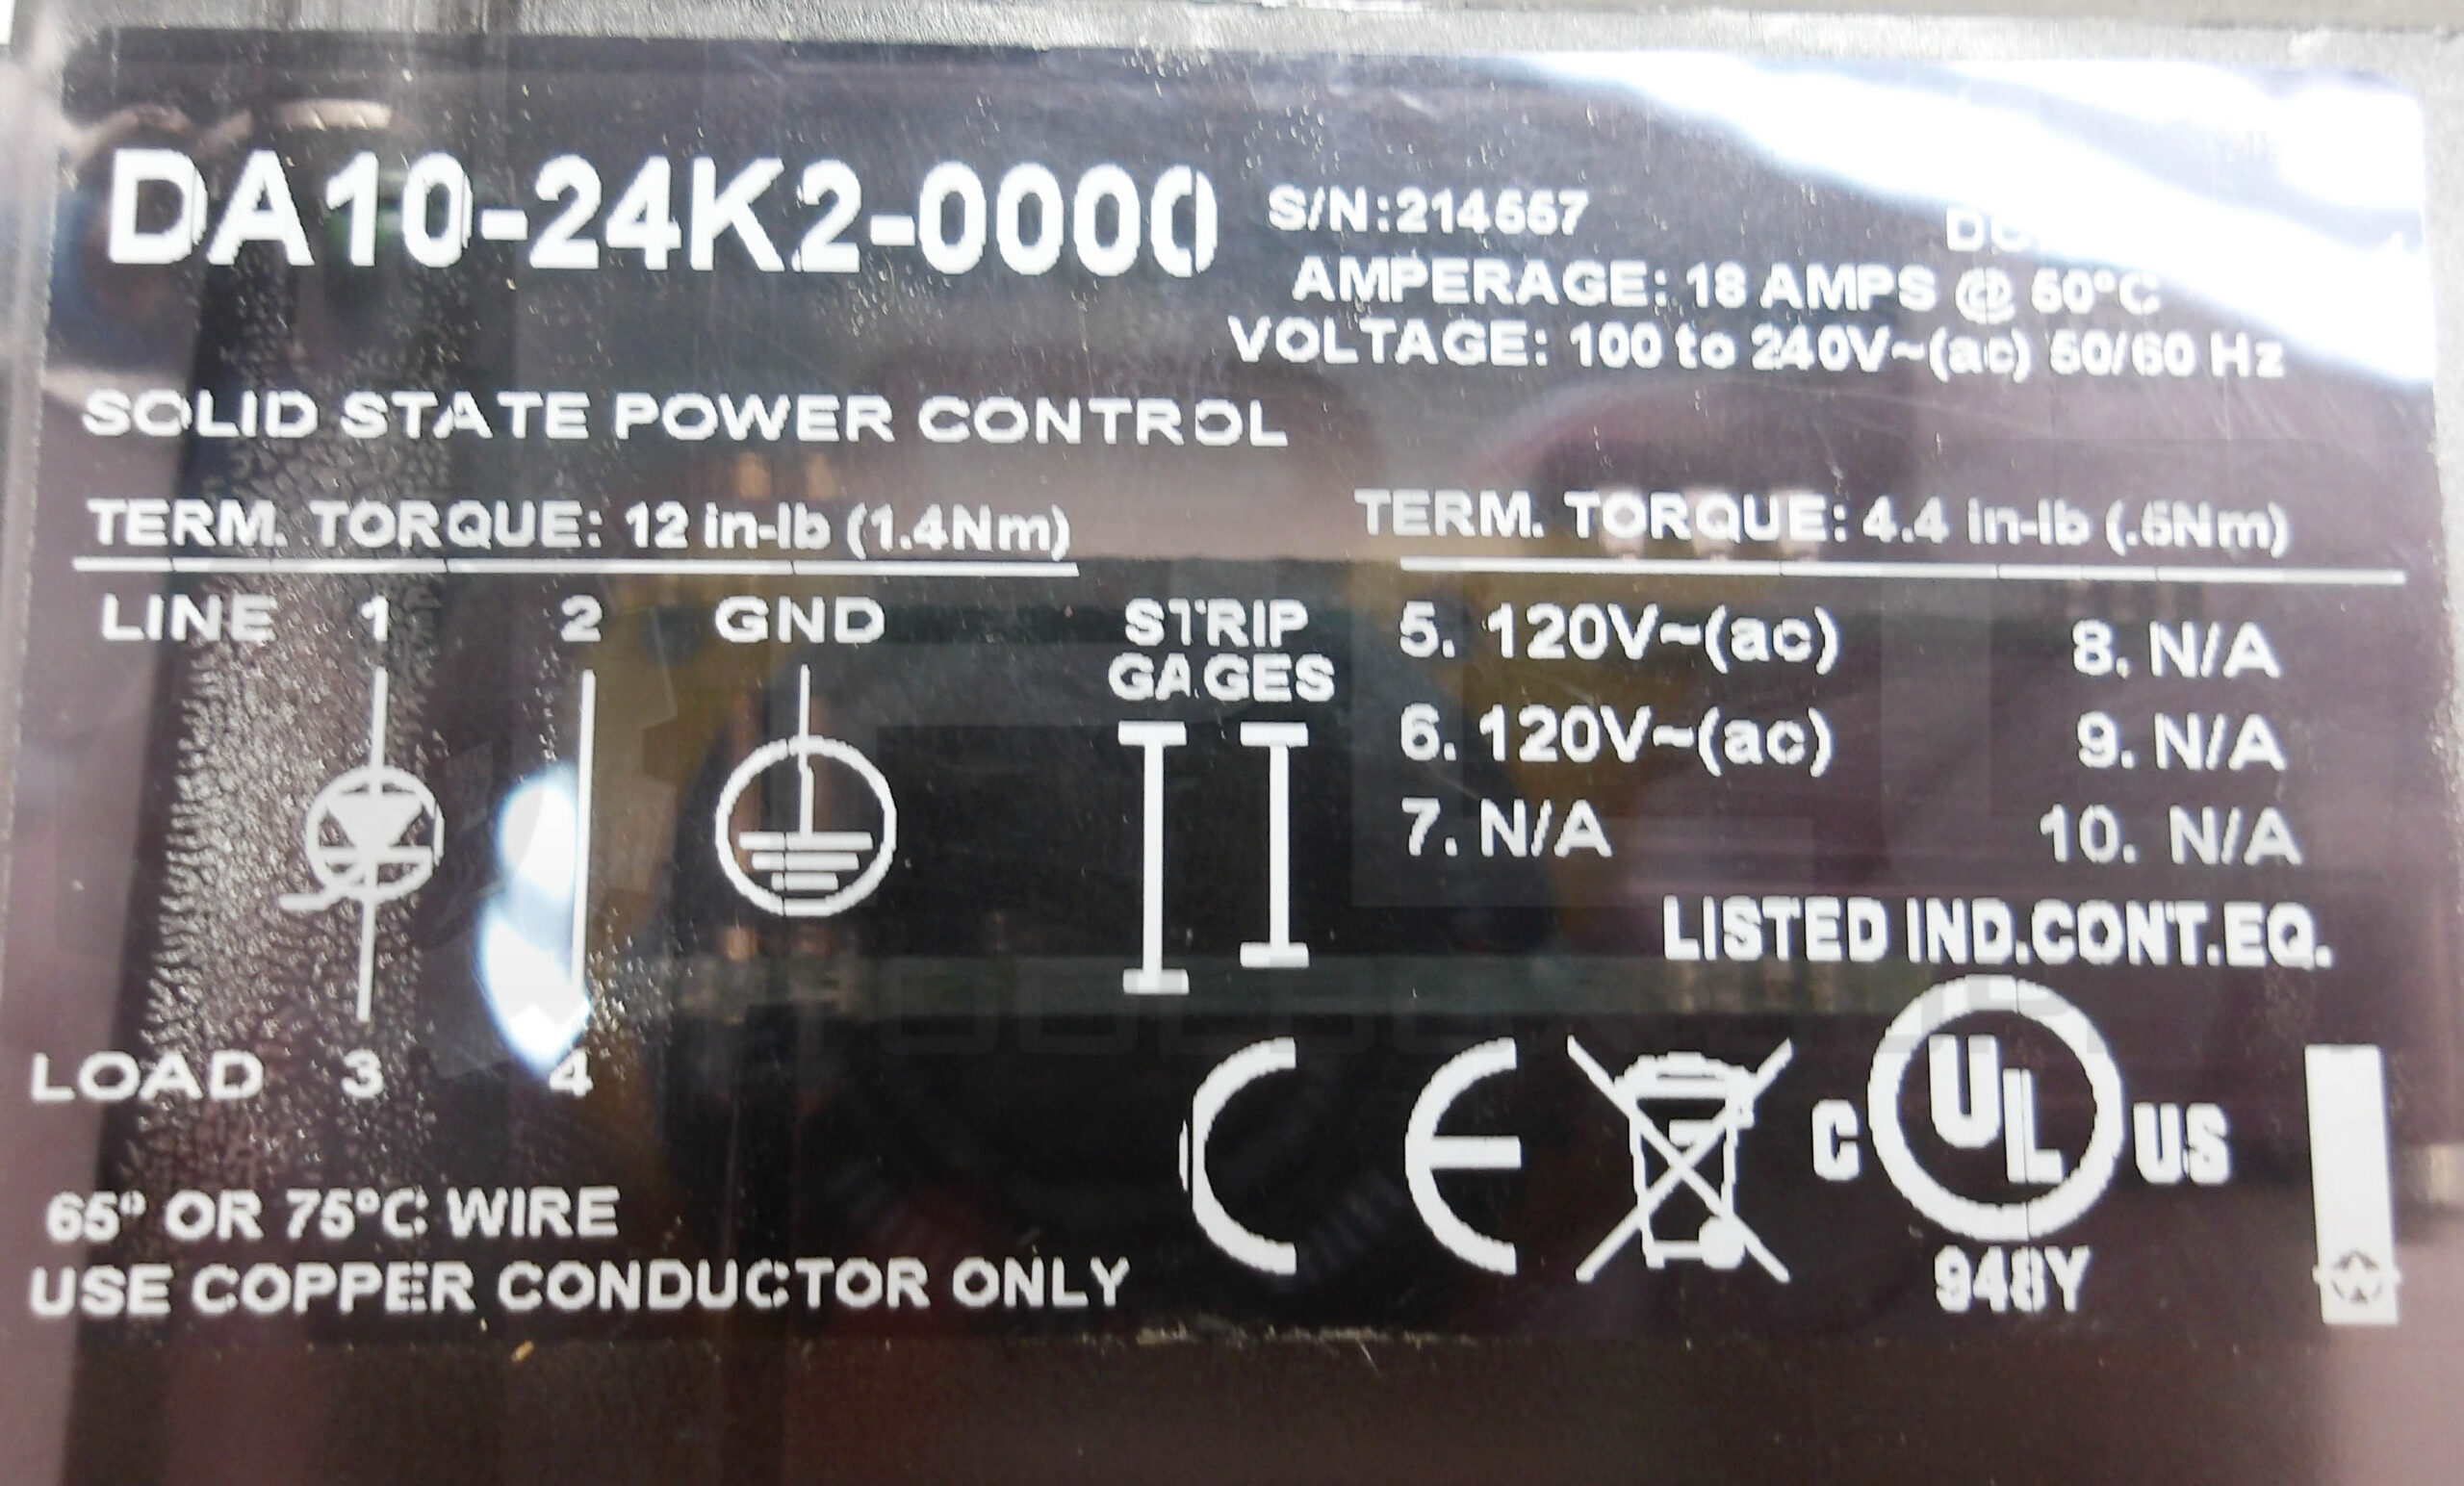 DA10-24K2-0000 S/N:214557
AMPERAGE: 18 AMPS @ 50°C
VOLTAGE: 100 to 240V~(ac) 50/60 Hz
SOLID STATE POWER CONTROL
TERM. TORQUE: 12 in-lb (1.4Nm)
LINE 1 2 GND
LOAD 3 4
65° OR 75°C WIRE
USE COPPER CONDUCTOR ONLY
STRIP
GAGES
TERM. TORQUE: 4.4 in-lb (.5Nm)
5. 120V~(ac) 8. N/A
6. 120V~(ac) 9. N/A
7. N/A 10. N/A
LISTED IND.CONT.EQ.
CE C UL US
948Y
W